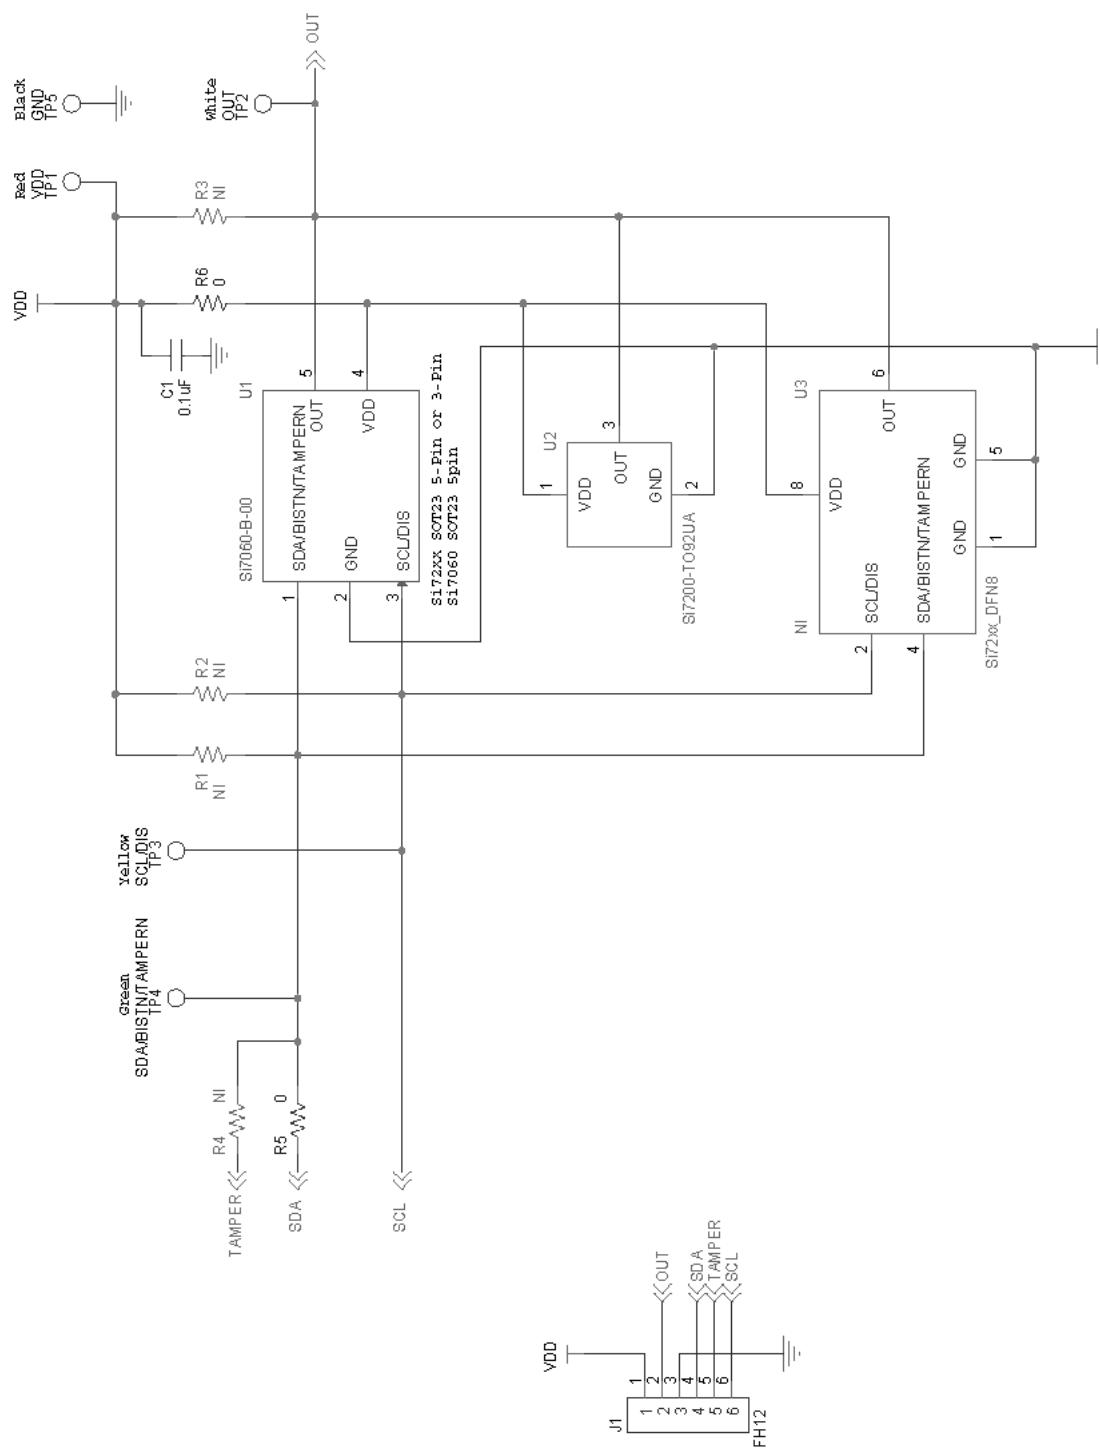 TAMPER
R4
NI
SDA
R5
0
SCL
Green
SDA/BISTN/TAMPERN
TP4
Yellow
SCL/DIS
TP3
R1
NI
R2
NI
VDD
C1
0.1uF
R6
0
R3
NI
Red
VDD
TP1
Black
GND
TP5
White
OUT
TP2
OUT
Si7060-B-00
U1
1
SDA/BISTN/TAMPERN
OUT
5
2
GND
VDD
4
3
SCL/DIS
Si72XX SOT23 5-Pin or 3-Pin
Si7060 SOT23 5pin
U2
1
VDD
OUT
3
GND
2
Si7200-TO92UA
NI
U3
8
VDD
2
SCL/DIS
OUT
6
4
SDA/BISTN/TAMPERN
GND
5
GND
1
Si72xx_DFN8
VDD
J1
1
1
2
2
OUT
3
3
4
4
SDA
5
5
TAMPER
6
6
SCL
FH12